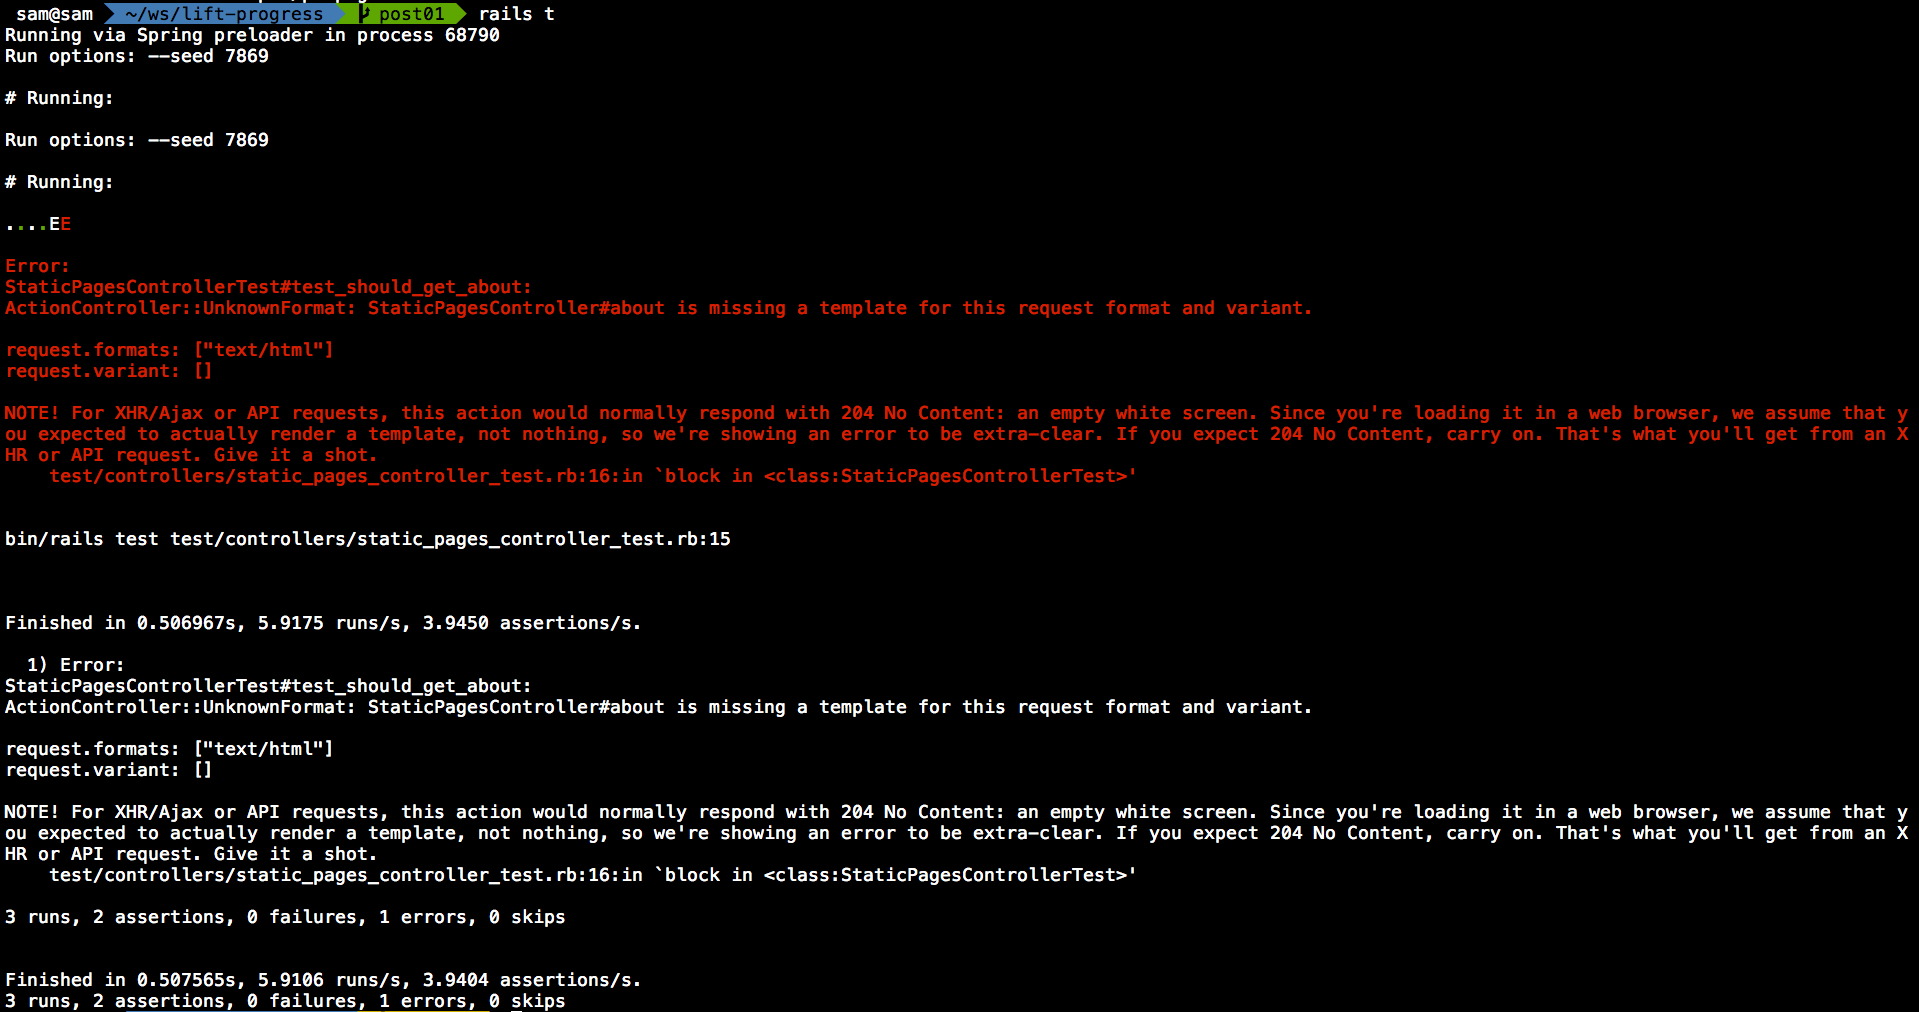 sam@sam ~/ws/lift-progress post01 rails t
Running via Spring preloader in process 68790
Run options: --seed 7869
# Running:
Run options: --seed 7869
# Running:
....EE
Error:
StaticPagesControllerTest#test_should_get_about:
ActionController::UnknownFormat: StaticPagesController#about is missing a template for this request format and variant.
request.formats: ["text/html"]
request.variant: []
NOTE! For XHR/Ajax or API requests, this action would normally respond with 204 No Content: an empty white screen. Since you're loading it in a web browser, we assume that y
ou expected to actually render a template, not nothing, so we're showing an error to be extra-clear. If you expect 204 No Content, carry on. That's what you'll get from an X
HR or API request. Give it a shot.
test/controllers/static_pages_controller_test.rb:16:in `block in <class:StaticPagesControllerTest>'
bin/rails test test/controllers/static_pages_controller_test.rb:15
Finished in 0.506967s, 5.9175 runs/s, 3.9450 assertions/s.
1) Error:
StaticPagesControllerTest#test_should_get_about:
ActionController::UnknownFormat: StaticPagesController#about is missing a template for this request format and variant.
request.formats: ["text/html"]
request.variant: []
NOTE! For XHR/Ajax or API requests, this action would normally respond with 204 No Content: an empty white screen. Since you're loading it in a web browser, we assume that y
ou expected to actually render a template, not nothing, so we're showing an error to be extra-clear. If you expect 204 No Content, carry on. That's what you'll get from an X
HR or API request. Give it a shot.
test/controllers/static_pages_controller_test.rb:16:in `block in <class:StaticPagesControllerTest>'
3 runs, 2 assertions, 0 failures, 1 errors, 0 skips
Finished in 0.507565s, 5.9106 runs/s, 3.9404 assertions/s.
3 runs, 2 assertions, 0 failures, 1 errors, 0 skips